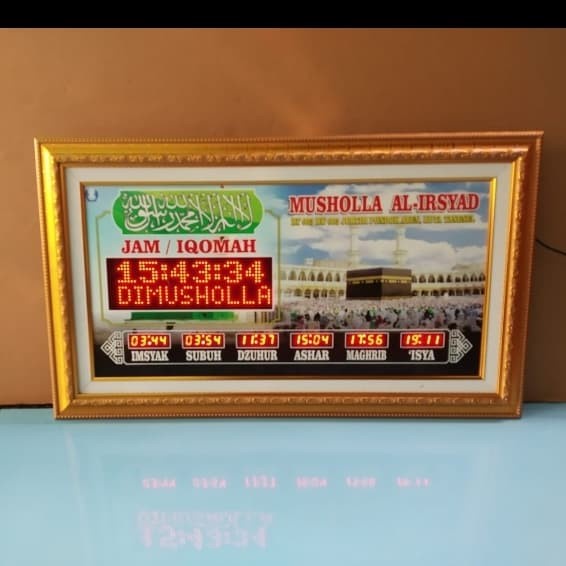 لا إله إلا الله محمد رسول الله
MUSHOLLA AL-IRSYAD
JAM / IQOMAH
15:43:34
DIMUSHOLLA
03:44 03:54 11:37 15:04 17:56 19:11
IMSYAK SUBUH DZUHUR ASHAR MAGHRIB 'ISYA